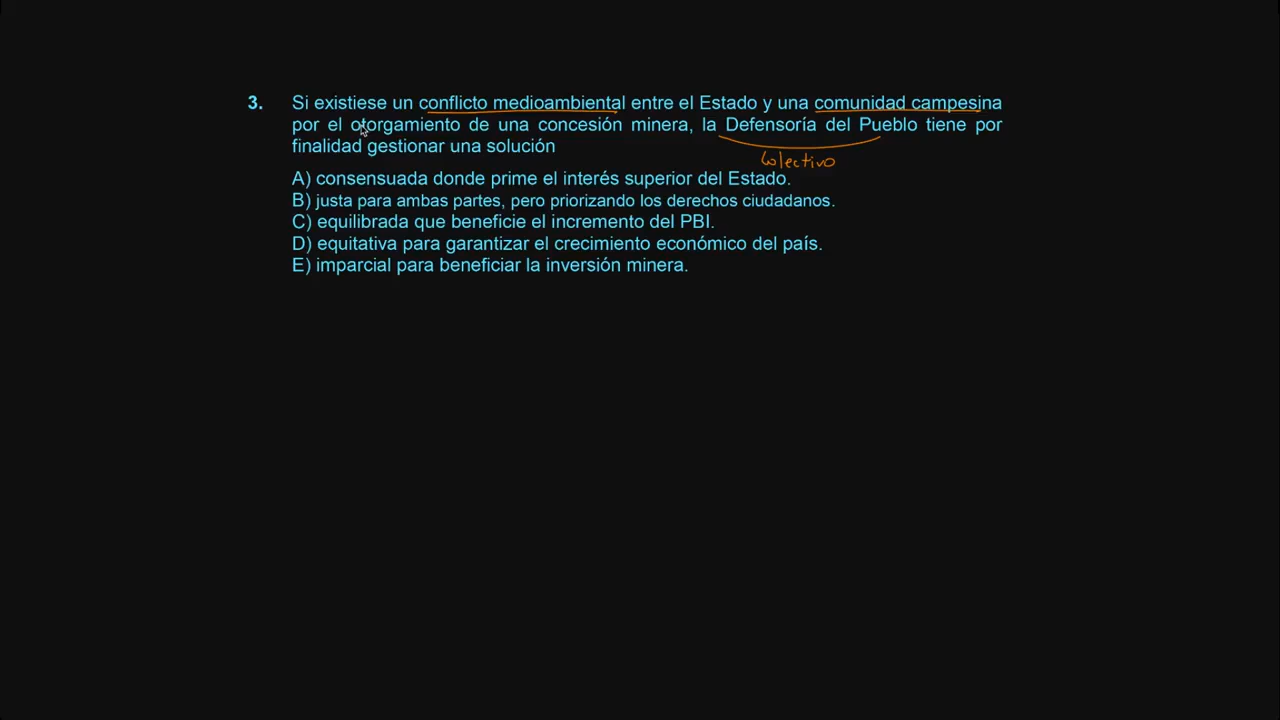 3. Si existiese un conflicto medioambiental entre el Estado y una comunidad campesina
por el otorgamiento de una concesión minera, la Defensoría del Pueblo tiene por
finalidad gestionar una solución
Colectivo
A) consensuada donde prime el interés superior del Estado.
B) justa para ambas partes, pero priorizando los derechos ciudadanos.
C) equilibrada que beneficie el incremento del PBI.
D) equitativa para garantizar el crecimiento económico del país.
E) imparcial para beneficiar la inversión minera.